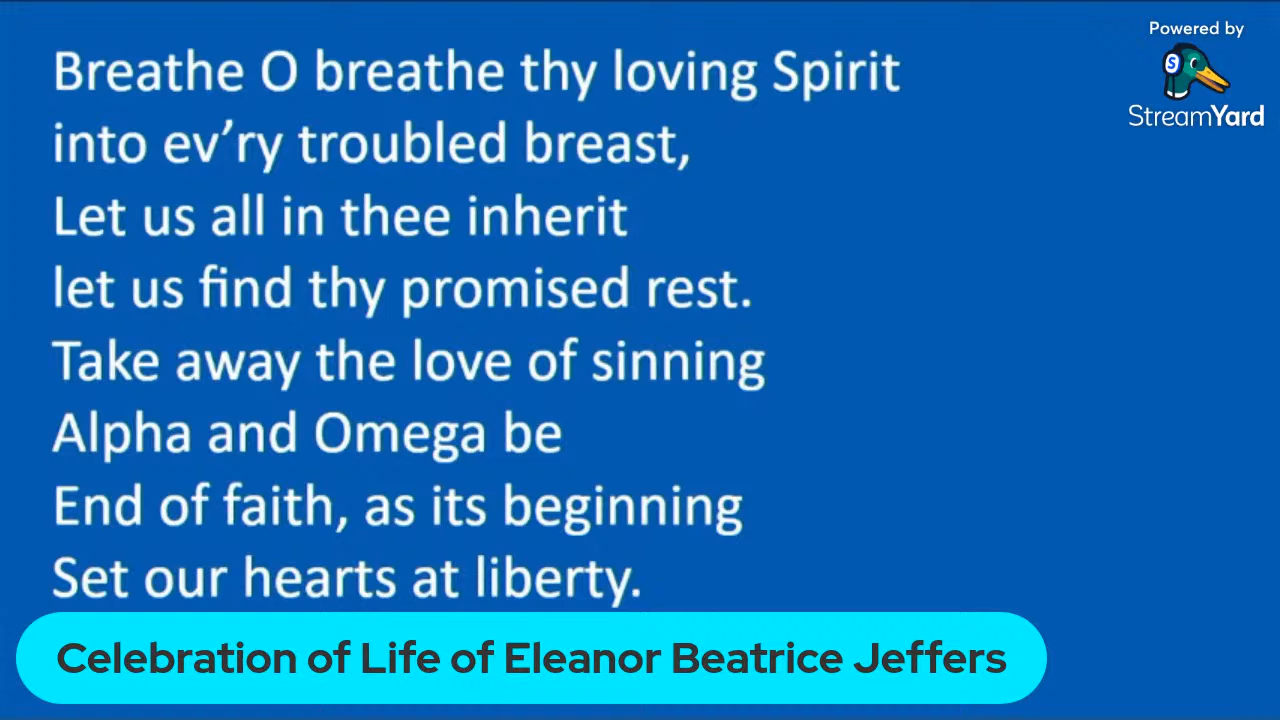 Powered by
StreamYard
Breathe O breathe thy loving Spirit
into ev’ry troubled breast,
Let us all in thee inherit
let us find thy promised rest.
Take away the love of sinning
Alpha and Omega be
End of faith, as its beginning
Set our hearts at liberty.
Celebration of Life of Eleanor Beatrice Jeffers